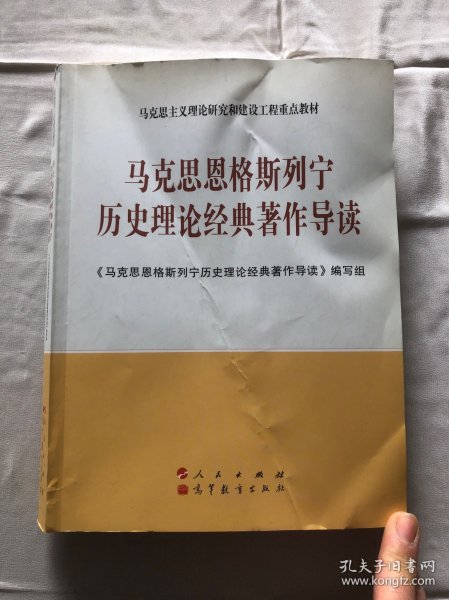 马克思主义理论研究和建设工程重点教材
马克思恩格斯列宁
历史理论经典著作导读
《马克思恩格斯列宁历史理论经典著作导读》编写组
人民出版社
高等教育出版社
孔夫子旧书网
www.kongfz.com